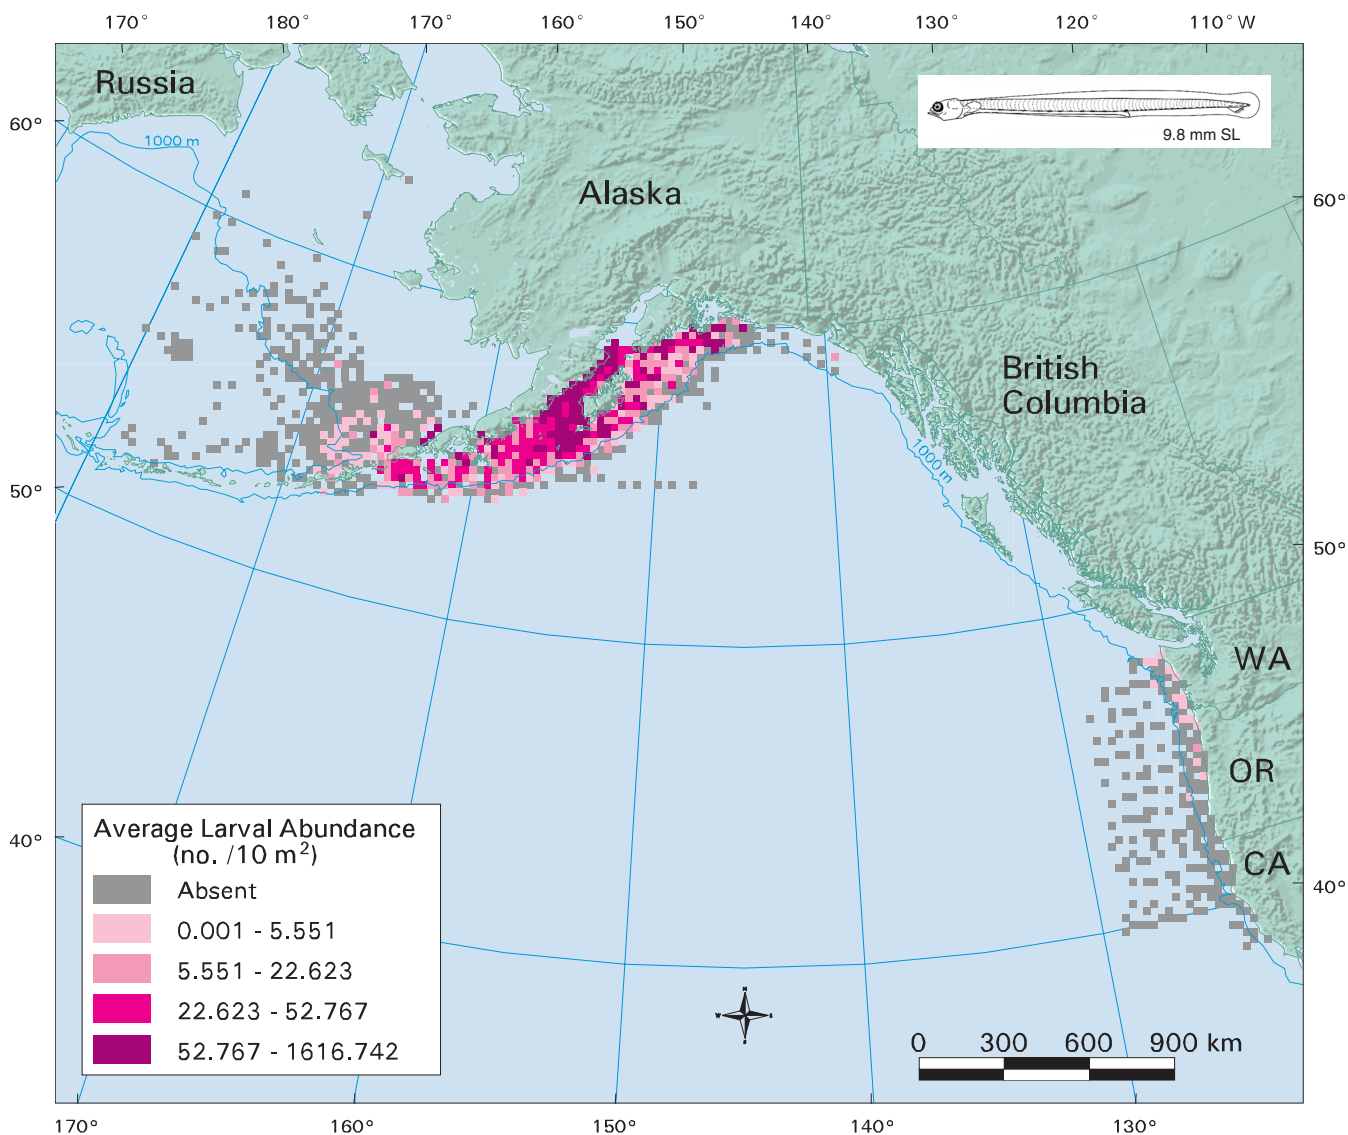 170° 180° 170° 160° 150° 140° 130° 120° 110° W
Russia
60°
1000 m
9.8 mm SL
Alaska
60°
British
Columbia
1000 m
50°
50°
WA
OR
CA
40°
40°
Average Larval Abundance
(no. /10 m²)
Absent
0.001 - 5.551
5.551 - 22.623
22.623 - 52.767
52.767 - 1616.742
N
W
E
S
0 300 600 900 km
170° 160° 150° 140° 130°